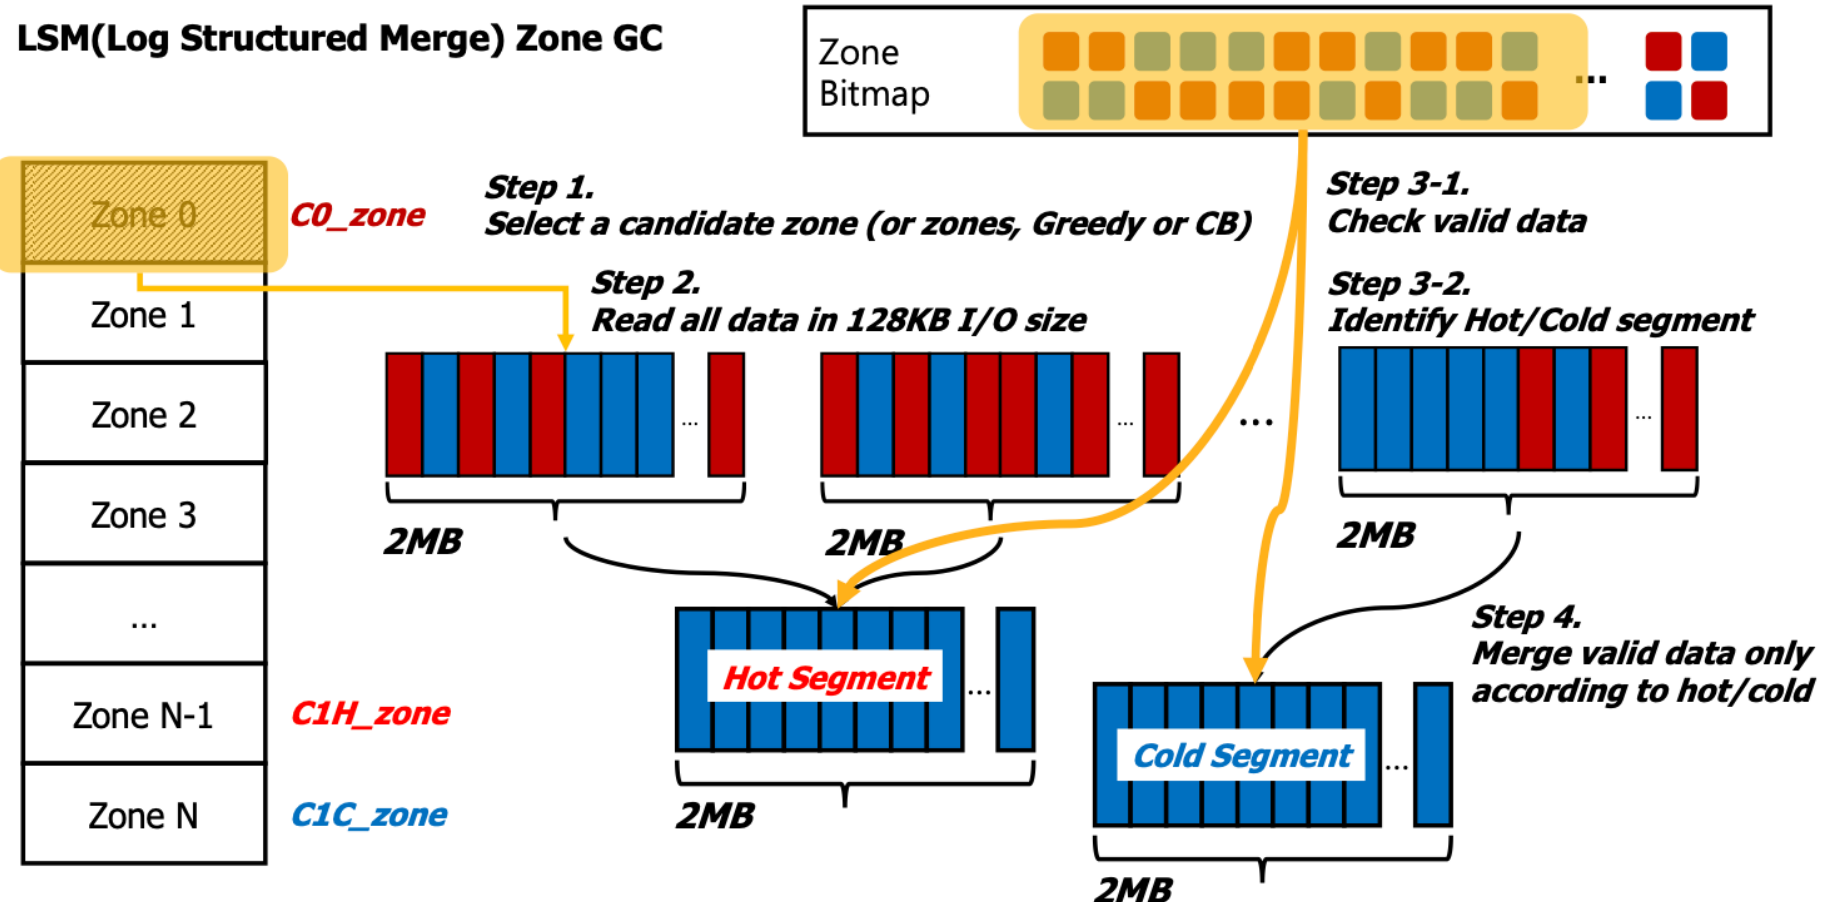 LSM(Log Structured Merge) Zone GC
Zone
Bitmap
...
Zone 0
C0_zone
Step 1.
Select a candidate zone (or zones, Greedy or CB)
Step 3-1.
Check valid data
Zone 1
Step 2.
Read all data in 128KB I/O size
Step 3-2.
Identify Hot/Cold segment
Zone 2
...
...
...
...
Zone 3
2MB
2MB
2MB
...
Step 4.
Merge valid data only
according to hot/cold
Hot Segment
...
Zone N-1
C1H_zone
Cold Segment
...
Zone N
C1C_zone
2MB
2MB